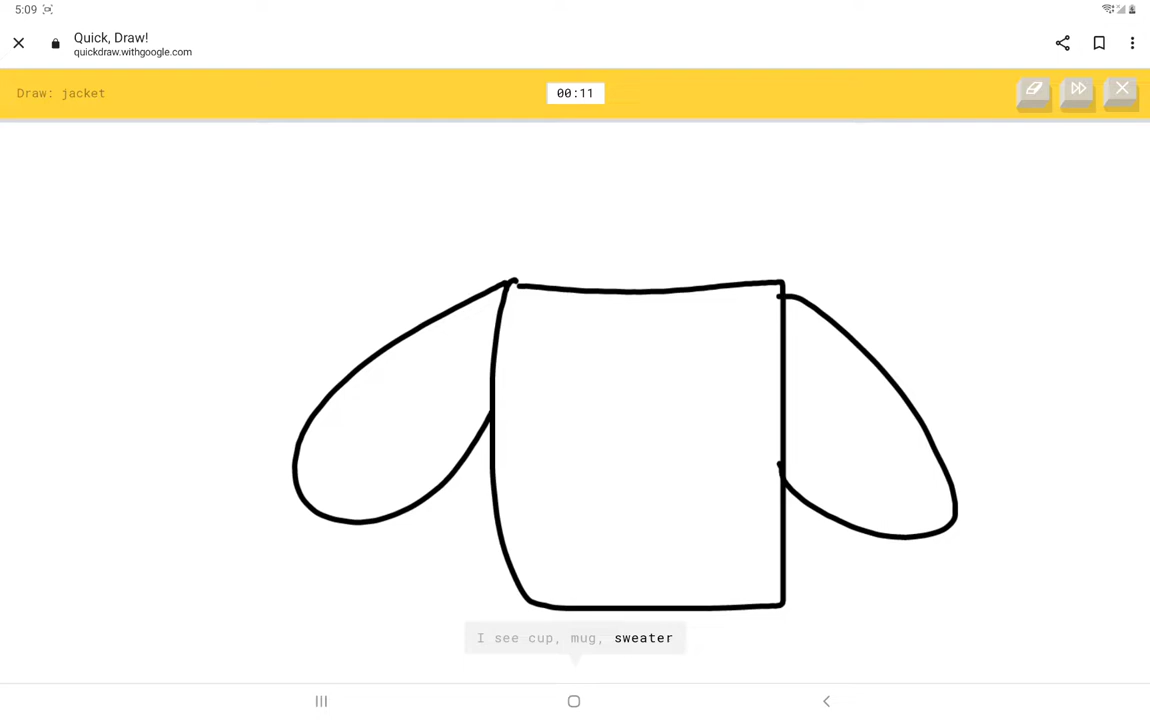 5:09
Quick, Draw!
quickdraw.withgoogle.com
Draw: jacket
00:11
I see cup, mug, sweater